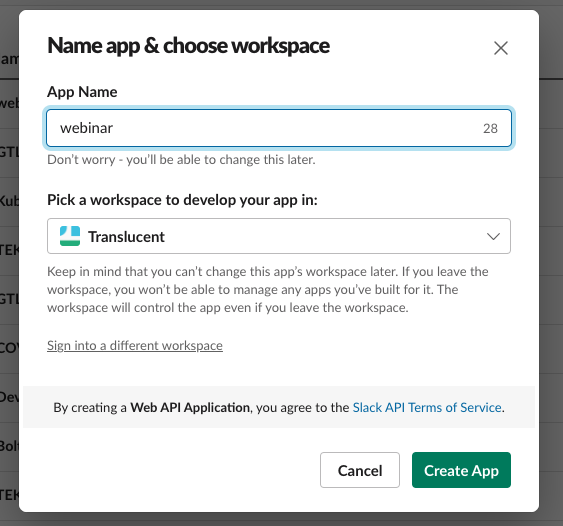 Name app & choose workspace
App Name
webinar 28
Don't worry - you'll be able to change this later.
Pick a workspace to develop your app in:
Translucent
Keep in mind that you can't change this app's workspace later. If you leave the
workspace, you won't be able to manage any apps you've built for it. The
workspace will control the app even if you leave the workspace.
Sign into a different workspace
By creating a Web API Application, you agree to the Slack API Terms of Service.
Cancel Create App
am
web
GTL
Kub
TEK
GTL
COV
Dev
Bolt
TEK